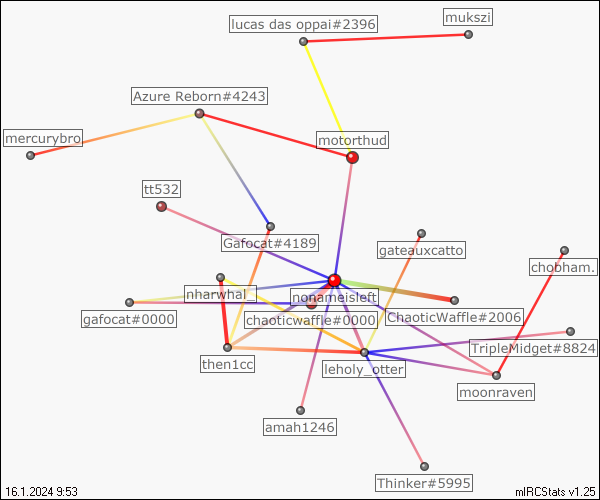 mukszi
lucas das oppai#2396
Azure Reborn#4243
mercurybro
motorthud
tt532
Gafocat#4189
gateauxcatto
chobham.
nharwhal_
nonameisleft
gafocat#0000
chaoticwaffle#0000
ChaoticWaffle#2006
TripleMidget#8824
then1cc
leholy_otter
moonraven
amah1246
Thinker#5995
16.1.2024 9:53
mIRCStats v1.25